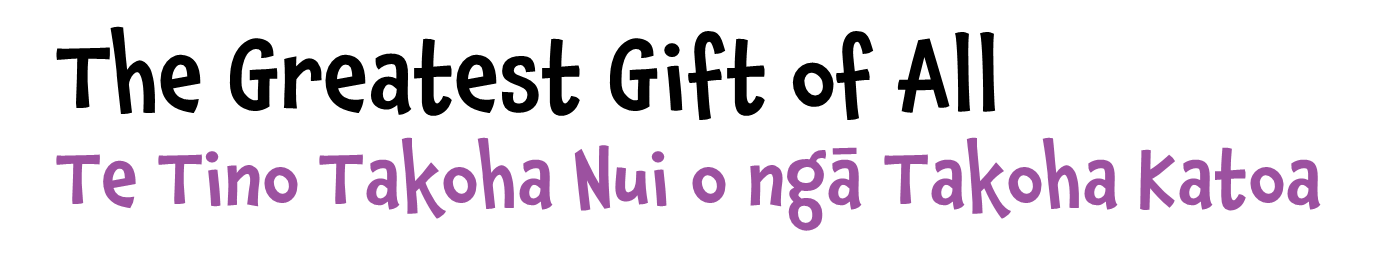 The Greatest Gift of All
Te Tino Takoha Nui o ngā Takoha Katoa